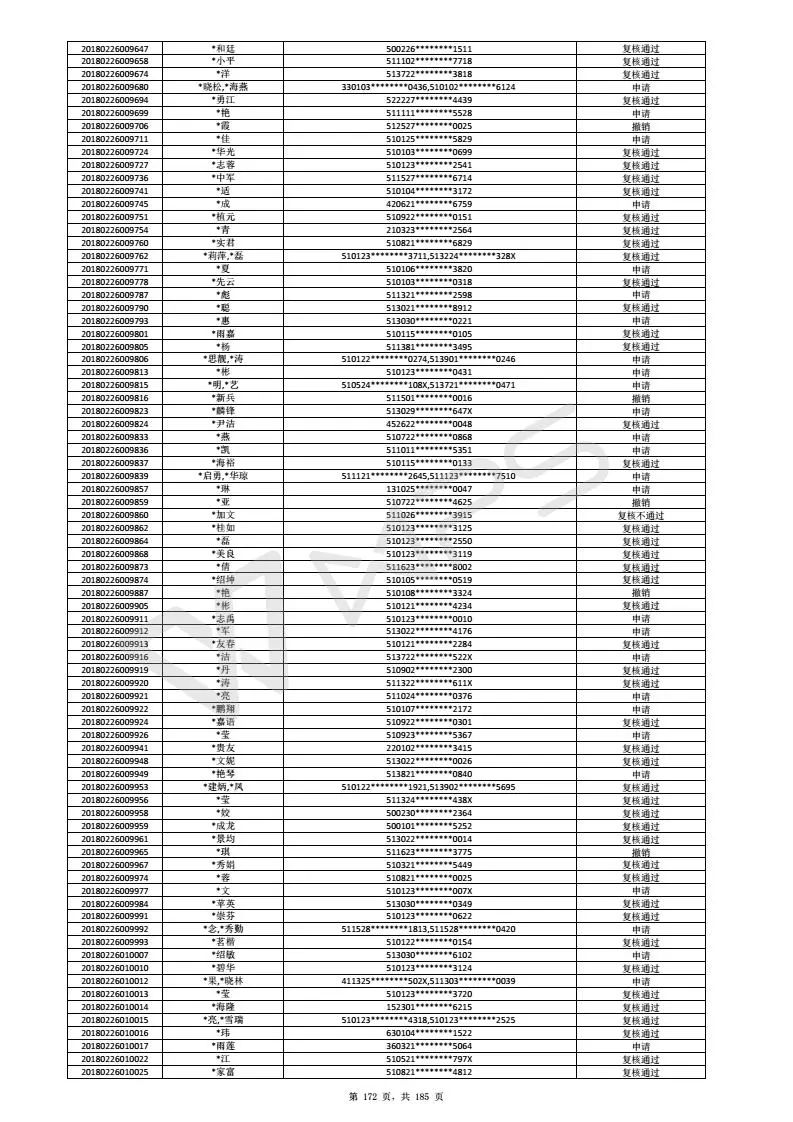 20180226009647 *和廷 500226********1511 复核通过
20180226009658 *小平 511102********7718 复核通过
20180226009674 *洋 513722********3818 复核通过
20180226009680 *晓松,*海燕 330103********0436,510102********6124 申请
20180226009694 *勇江 522227********4439 复核通过
20180226009699 *艳 511111********5528 申请
20180226009706 *霞 512527********0025 撤销
20180226009711 *佳 510125********5829 申请
20180226009724 *华光 510103********0699 复核通过
20180226009727 *志蓉 510123********2541 复核通过
20180226009736 *中军 511527********6714 复核通过
20180226009741 *适 510104********3172 复核通过
20180226009745 *成 420621********6759 申请
20180226009751 *植元 510922********0151 复核通过
20180226009754 *青 210323********2564 复核通过
20180226009760 *实君 510821********6829 复核通过
20180226009762 *莉萍,*磊 510123********3711,513224********328X 复核通过
20180226009771 *夏 510106********3820 申请
20180226009778 *先云 510103********0318 复核通过
20180226009787 *彪 511321********2598 申请
20180226009790 *聪 513021********8912 复核通过
20180226009793 *惠 513030********0221 申请
20180226009801 *雨嘉 510115********0105 复核通过
20180226009805 *杨 511381********3495 复核通过
20180226009806 *思靓,*涛 510122********0274,513901********0246 申请
20180226009813 *彬 510123********0431 申请
20180226009815 *明,*艺 510524********108X,513721********0471 申请
20180226009816 *新兵 511501********0016 撤销
20180226009823 *麟锋 513029********647X 申请
20180226009824 *尹洁 452622********0048 复核通过
20180226009833 *燕 510722********0868 申请
20180226009836 *凯 511011********5351 申请
20180226009837 *海裕 510115********0133 复核通过
20180226009839 *启勇,*华琼 511121********2645,511123********7510 申请
20180226009857 *琳 131025********0047 申请
20180226009859 *亚 510722********4625 撤销
20180226009860 *加文 511026********3915 复核不通过
20180226009862 *桂如 510123********3125 复核通过
20180226009864 *磊 510123********2550 复核通过
20180226009868 *美良 510123********3119 复核通过
20180226009873 *倩 511623********8002 复核通过
20180226009874 *绍坤 510105********0519 复核通过
20180226009887 *艳 510108********3324 撤销
20180226009905 *彬 510121********4234 复核通过
20180226009911 *志禹 510123********0010 申请
20180226009912 *军 513022********4176 申请
20180226009913 *友春 510121********2284 复核通过
20180226009916 *洁 513722********522X 申请
20180226009919 *丹 510902********2300 复核通过
20180226009920 *涛 511322********611X 复核通过
20180226009921 *亮 511024********0376 申请
20180226009922 *鹏翔 510107********2172 申请
20180226009924 *嘉语 510922********0301 复核通过
20180226009926 *莹 510923********5367 申请
20180226009941 *贵友 220102********3415 复核通过
20180226009948 *文妮 513022********0026 复核通过
20180226009949 *艳琴 513821********0840 申请
20180226009953 *建炳,*凤 510122********1921,513902********5695 复核通过
20180226009956 *莹 511324********438X 复核通过
20180226009958 *姣 500230********2364 复核通过
20180226009959 *成龙 500101********5252 复核通过
20180226009961 *景均 513022********0014 复核通过
20180226009965 *琪 511623********3775 撤销
20180226009967 *秀娟 510321********5449 复核通过
20180226009974 *蓉 510821********0025 复核通过
20180226009977 *文 510123********007X 申请
20180226009984 *苹英 513030********0349 复核通过
20180226009991 *崇芬 510123********0622 复核通过
20180226009992 *念,*秀勤 511528********1813,511528********0420 申请
20180226009993 *茗楷 510122********0154 复核通过
20180226010007 *绍敏 513030********6102 申请
20180226010010 *碧华 510123********3124 复核通过
20180226010012 *果,*晓林 411325********502X,511303********0039 申请
20180226010013 *莹 510123********3720 复核通过
20180226010014 *海隆 152301********6215 复核通过
20180226010015 *亮,*雪瑞 510123********4318,510123********2525 复核通过
20180226010016 *玮 630104********1522 复核通过
20180226010017 *雨莲 360321********5064 申请
20180226010022 *江 510521********797X 复核通过
20180226010025 *家富 510821********4812 复核通过
第 172 页, 共 185 页